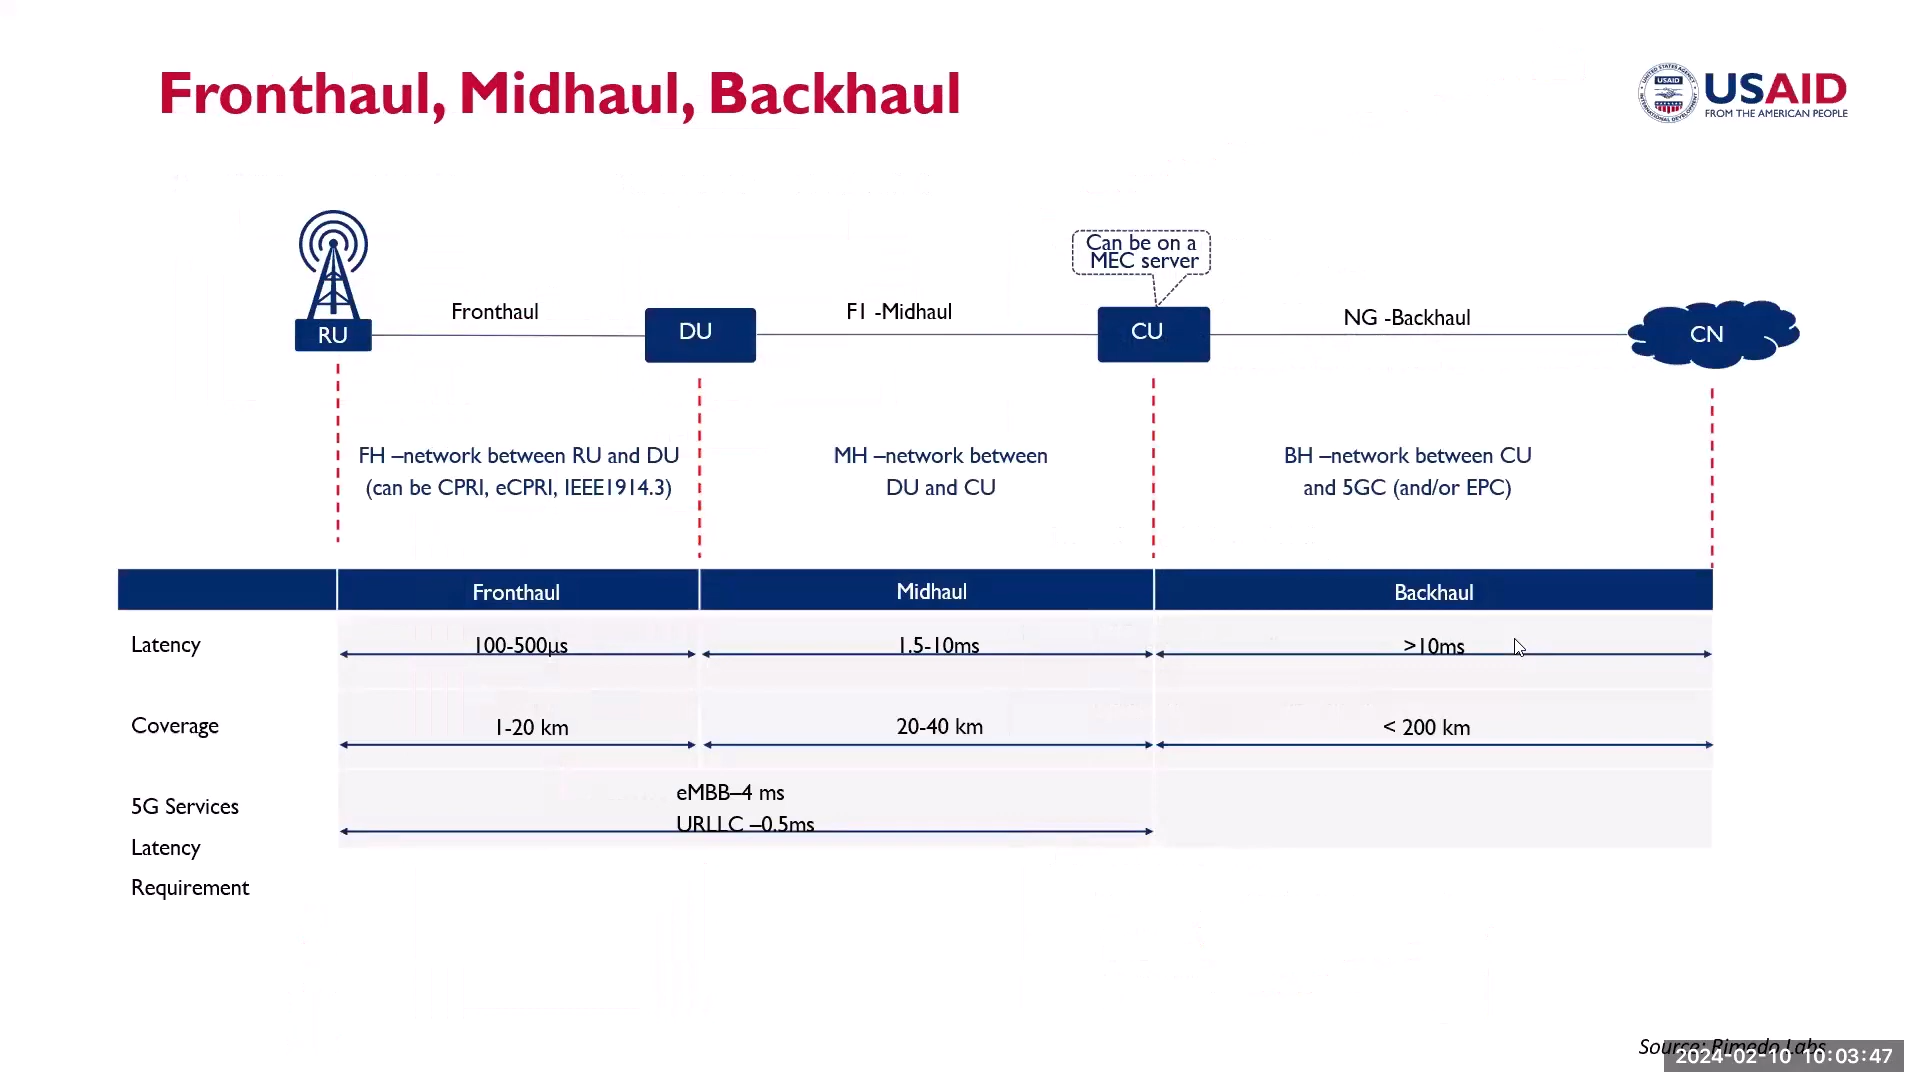 Fronthaul, Midhaul, Backhaul
USAID
USAID
FROM THE AMERICAN PEOPLE
Can be on a
MEC server
Fronthaul
F1 -Midhaul
NG -Backhaul
RU
DU
CU
CN
FH –network between RU and DU
(can be CPRI, eCPRI, IEEE1914.3)
MH –network between
DU and CU
BH –network between CU
and 5GC (and/or EPC)
Fronthaul
Midhaul
Backhaul
Latency
100-500µs
1.5-10ms
>10ms
Coverage
1-20 km
20-40 km
< 200 km
5G Services
Latency
Requirement
eMBB–4 ms
URLLC –0.5ms
Source: Rimedo Labs
2024-02-10 10:03:47